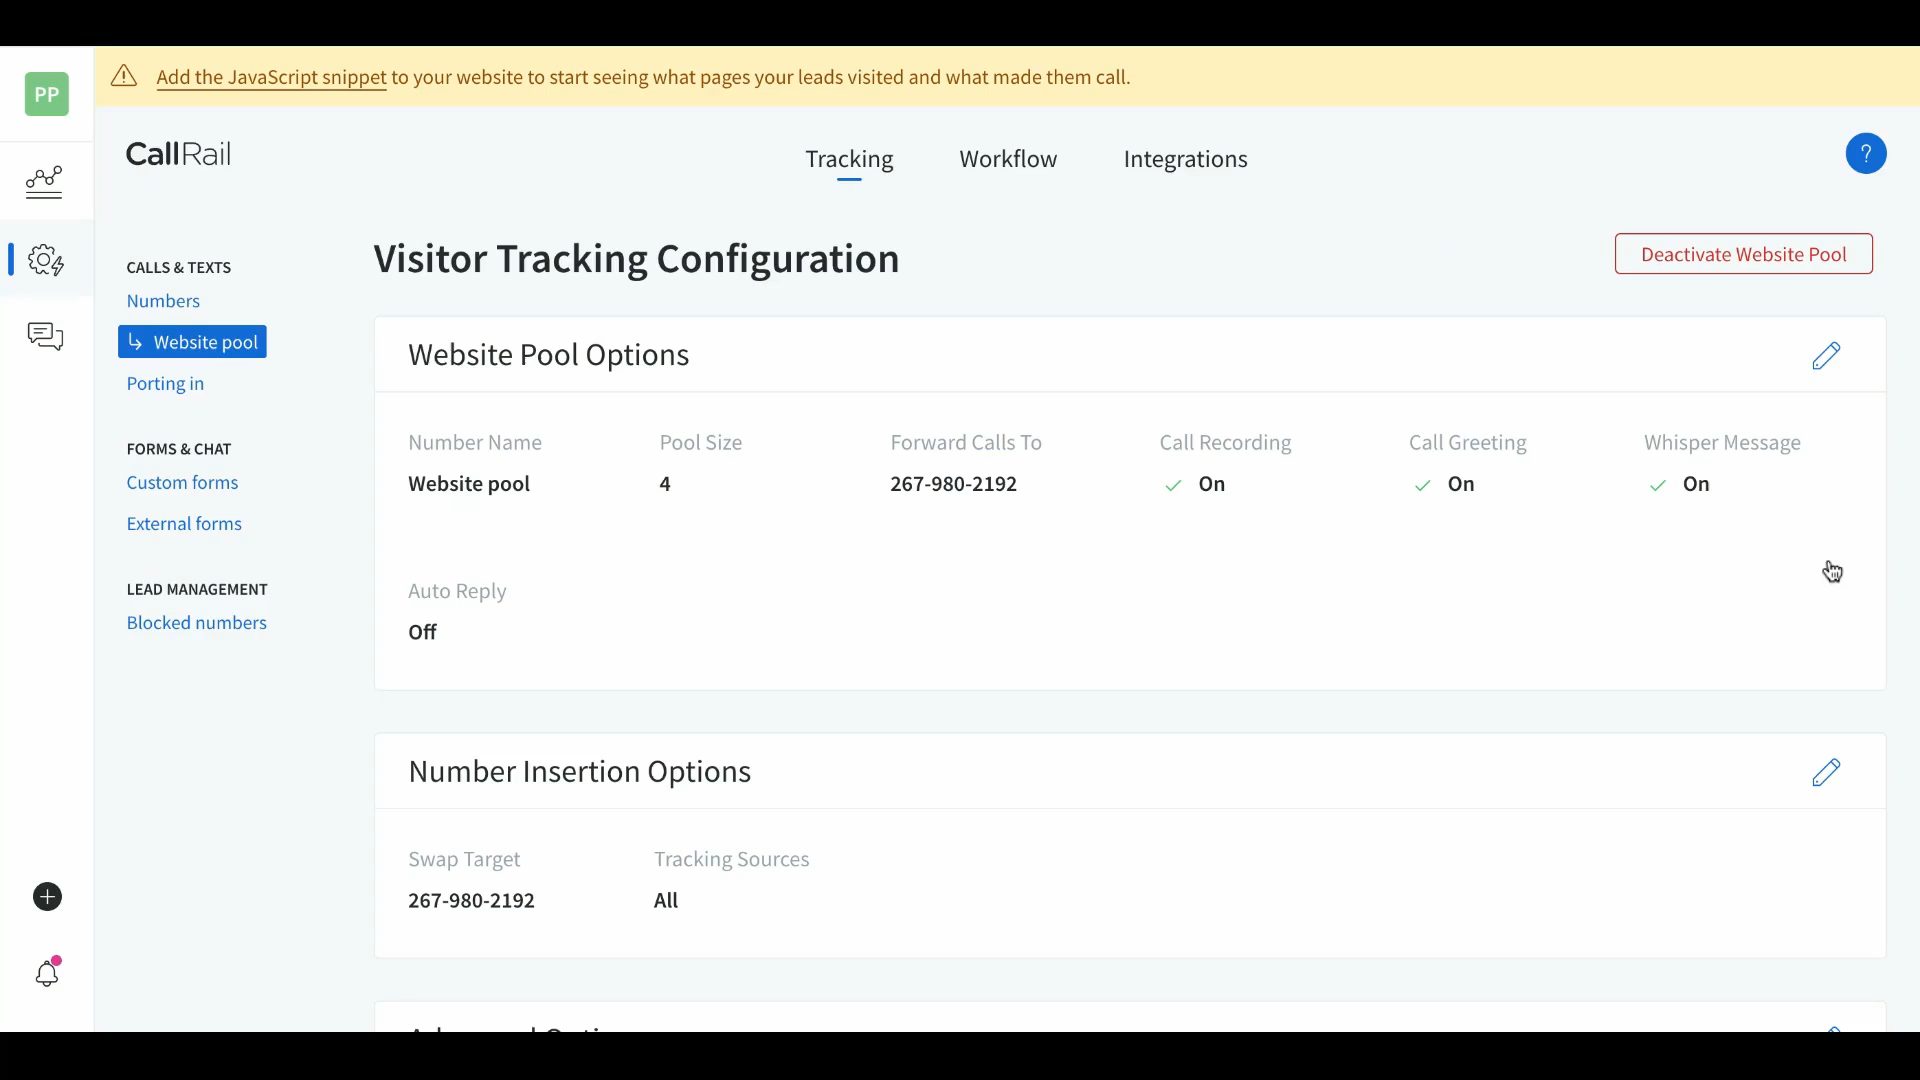 Add the JavaScript snippet to your website to start seeing what pages your leads visited and what made them call.
PP
CallRail
Tracking
Workflow
Integrations
?
CALLS & TEXTS
Numbers
Website pool
Porting in
FORMS & CHAT
Custom forms
External forms
LEAD MANAGEMENT
Blocked numbers
Visitor Tracking Configuration
Deactivate Website Pool
Website Pool Options
Number Name Pool Size Forward Calls To Call Recording Call Greeting Whisper Message
Website pool 4 267-980-2192 On On On
Auto Reply
Off
Number Insertion Options
Swap Target Tracking Sources
267-980-2192 All